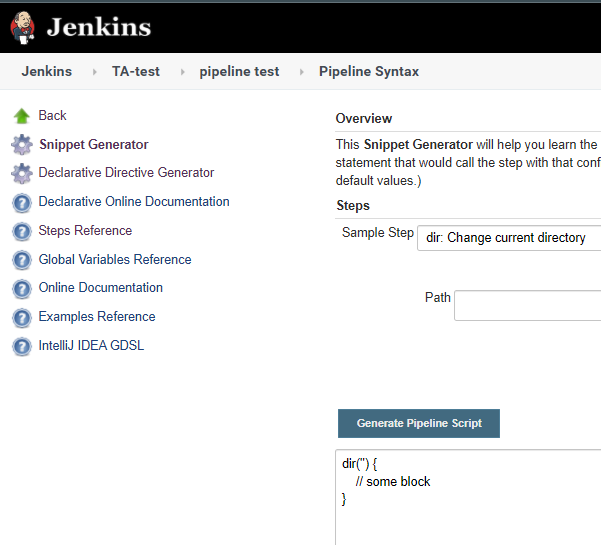 Jenkins
Jenkins TA-test pipeline test Pipeline Syntax
Back
Snippet Generator
Declarative Directive Generator
Declarative Online Documentation
Steps Reference
Global Variables Reference
Online Documentation
Examples Reference
IntelliJ IDEA GDSL
Overview
This Snippet Generator will help you learn the
statement that would call the step with that conf
default values.)
Steps
Sample Step dir: Change current directory
Path
Generate Pipeline Script
dir('') {
    // some block
}